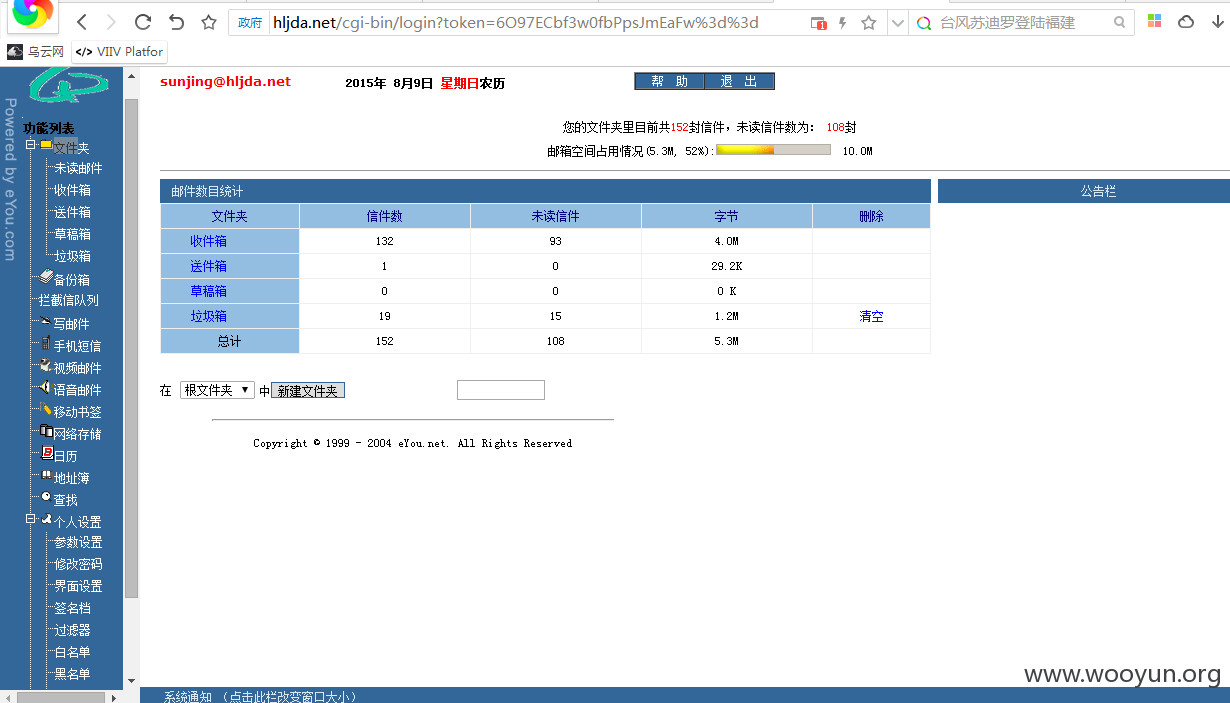 政府 hljda.net/cgi-bin/login?token=6O97ECbf3w0fbPpsJmEaFw%3d%3d 1 台风苏迪罗登陆福建
乌云网 </> VIIV Platfor
Powered by eYou.com
功能列表
文件夹
未读邮件
收件箱
送件箱
草稿箱
垃圾箱
备份箱
拦截信队列
写邮件
手机短信
视频邮件
语音邮件
移动书签
网络存储
日历
地址簿
查找
个人设置
参数设置
修改密码
界面设置
签名档
过滤器
白名单
黑名单
sunjing@hljda.net 2015年 8月9日 星期日农历 帮 助 退 出
您的文件夹里目前共152封信件，未读信件数为： 108封
邮箱空间占用情况(5.3M, 52%): 10.0M
邮件数目统计 公告栏
文件夹 信件数 未读信件 字节 删除
收件箱 132 93 4.0M
送件箱 1 0 29.2K
草稿箱 0 0 0 K
垃圾箱 19 15 1.2M 清空
总计 152 108 5.3M
在 根文件夹 ▼ 中 新建文件夹
Copyright © 1999 - 2004 eYou.net. All Rights Reserved
www.wooyun.org
系统通知 （点击此栏改变窗口大小）